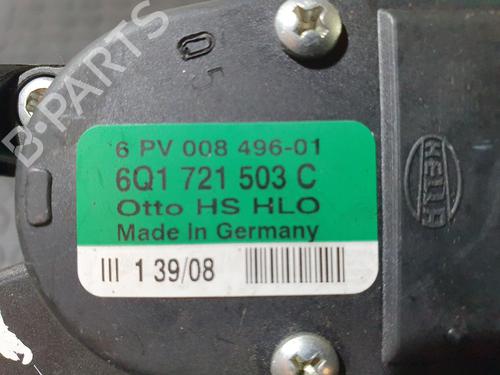 05
B-PARTS
6 PV 008 496-01
6Q1 721 503 C
Otto HS HLO
Made in Germany
III 1 39/08
HELLA